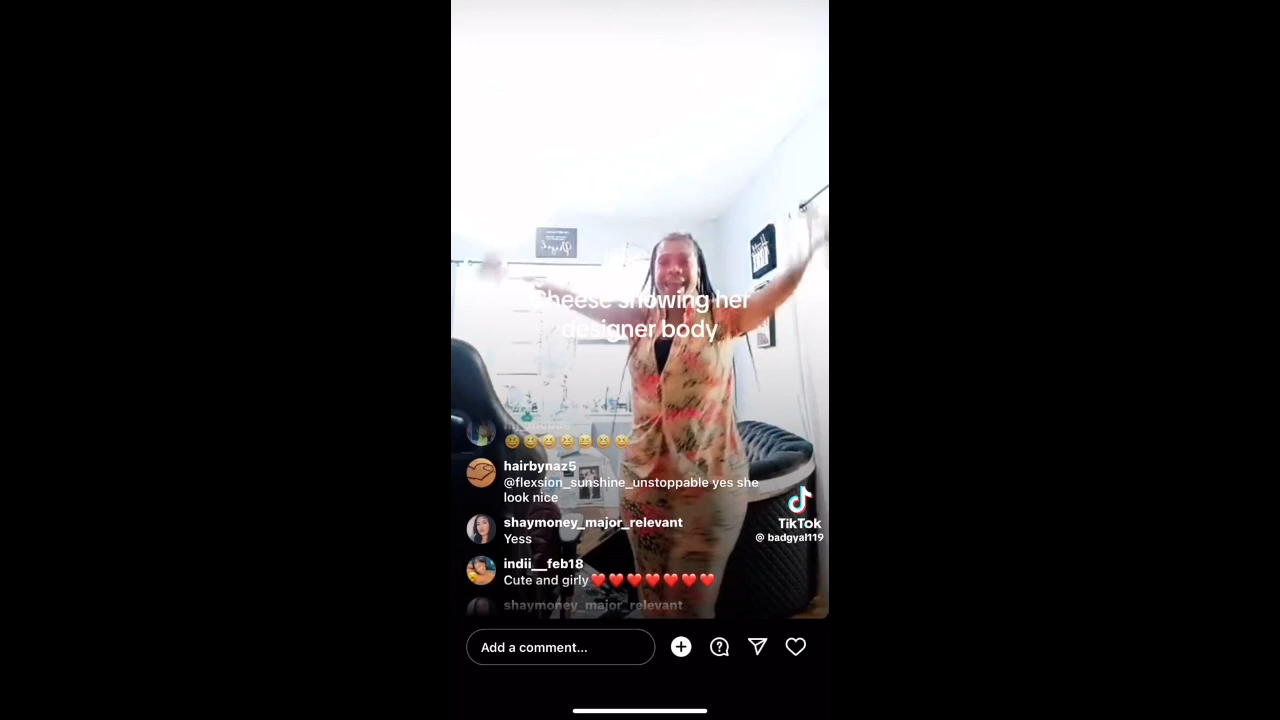 Cheese showing her
designer body
hairbynaz5
@flexsion_sunshine_unstoppable yes she
look nice
shaymoney_major_relevant
Yess
indii__feb18
Cute and girly❤️❤️❤️❤️❤️❤️❤️
shaymoney_major_relevant
TikTok
@ badgyal119
Add a comment...